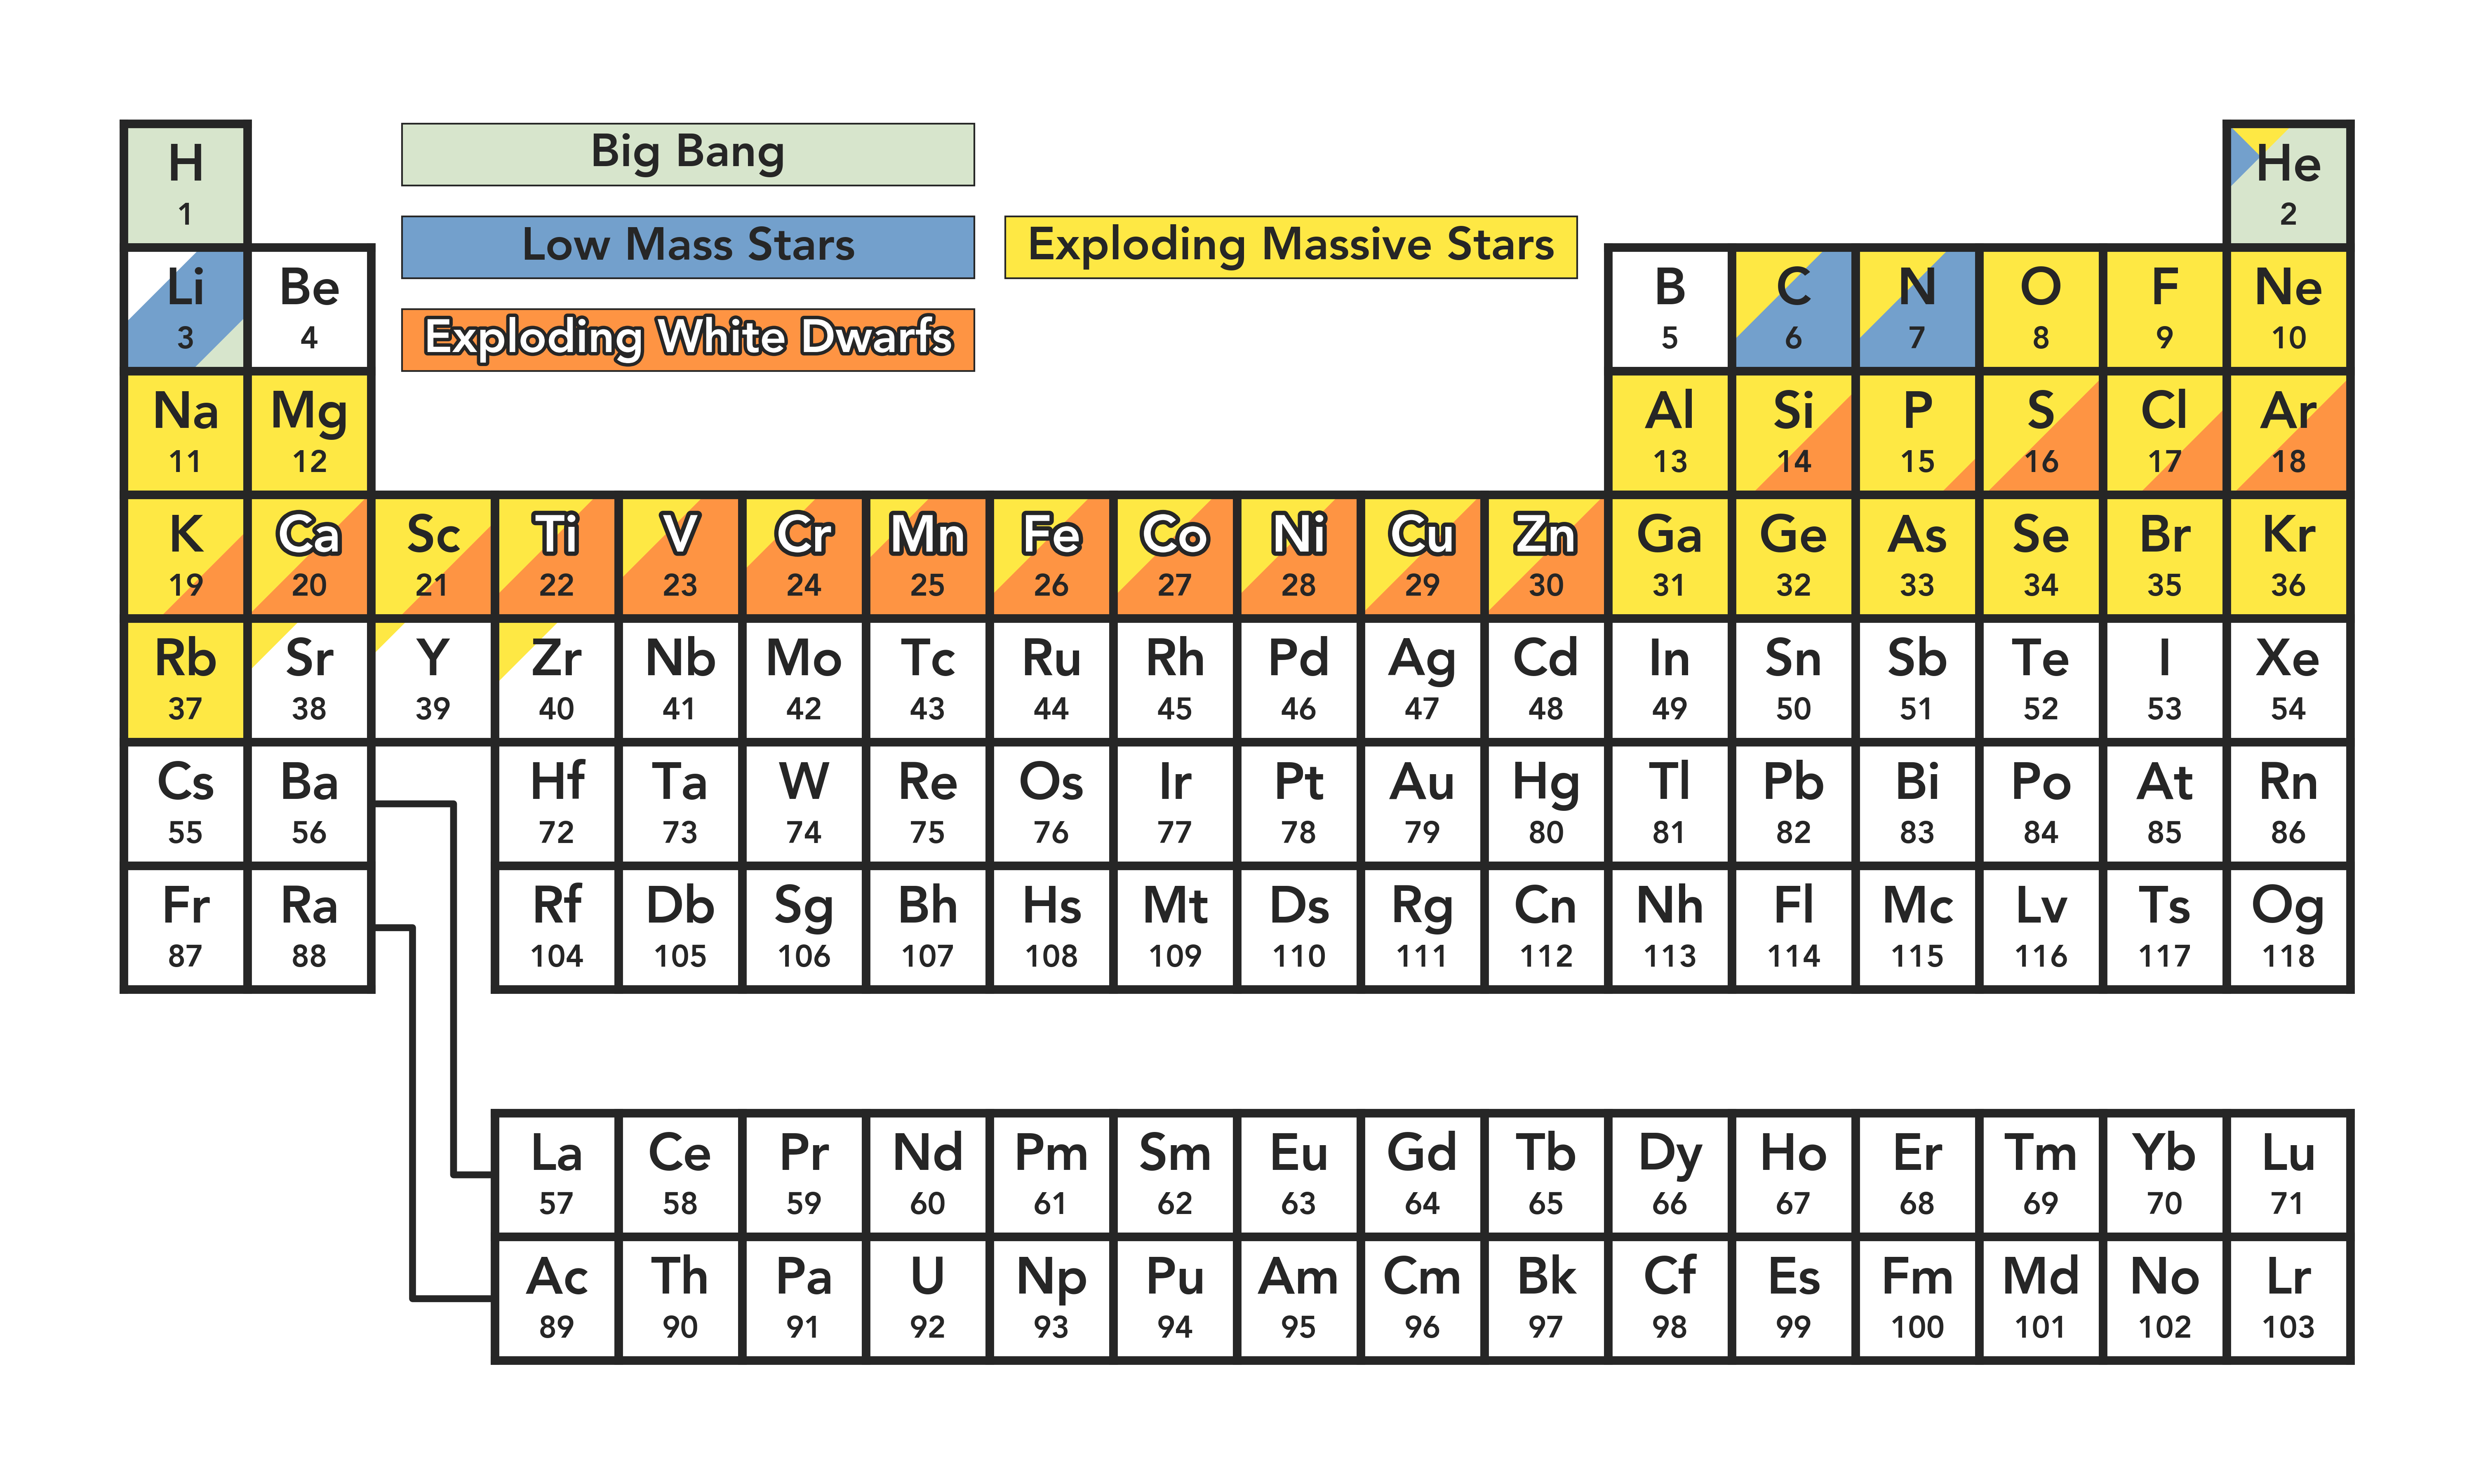 H
1
Big Bang
He
2
Low Mass Stars Exploding Massive Stars
Li Be B C N O F Ne
3 4 5 6 7 8 9 10
Exploding White Dwarfs
Na Mg Al Si P S Cl Ar
11 12 13 14 15 16 17 18
K Ca Sc Ti V Cr Mn Fe Co Ni Cu Zn Ga Ge As Se Br Kr
19 20 21 22 23 24 25 26 27 28 29 30 31 32 33 34 35 36
Rb Sr Y Zr Nb Mo Tc Ru Rh Pd Ag Cd In Sn Sb Te I Xe
37 38 39 40 41 42 43 44 45 46 47 48 49 50 51 52 53 54
Cs Ba Hf Ta W Re Os Ir Pt Au Hg Tl Pb Bi Po At Rn
55 56 72 73 74 75 76 77 78 79 80 81 82 83 84 85 86
Fr Ra Rf Db Sg Bh Hs Mt Ds Rg Cn Nh Fl Mc Lv Ts Og
87 88 104 105 106 107 108 109 110 111 112 113 114 115 116 117 118
La Ce Pr Nd Pm Sm Eu Gd Tb Dy Ho Er Tm Yb Lu
57 58 59 60 61 62 63 64 65 66 67 68 69 70 71
Ac Th Pa U Np Pu Am Cm Bk Cf Es Fm Md No Lr
89 90 91 92 93 94 95 96 97 98 99 100 101 102 103